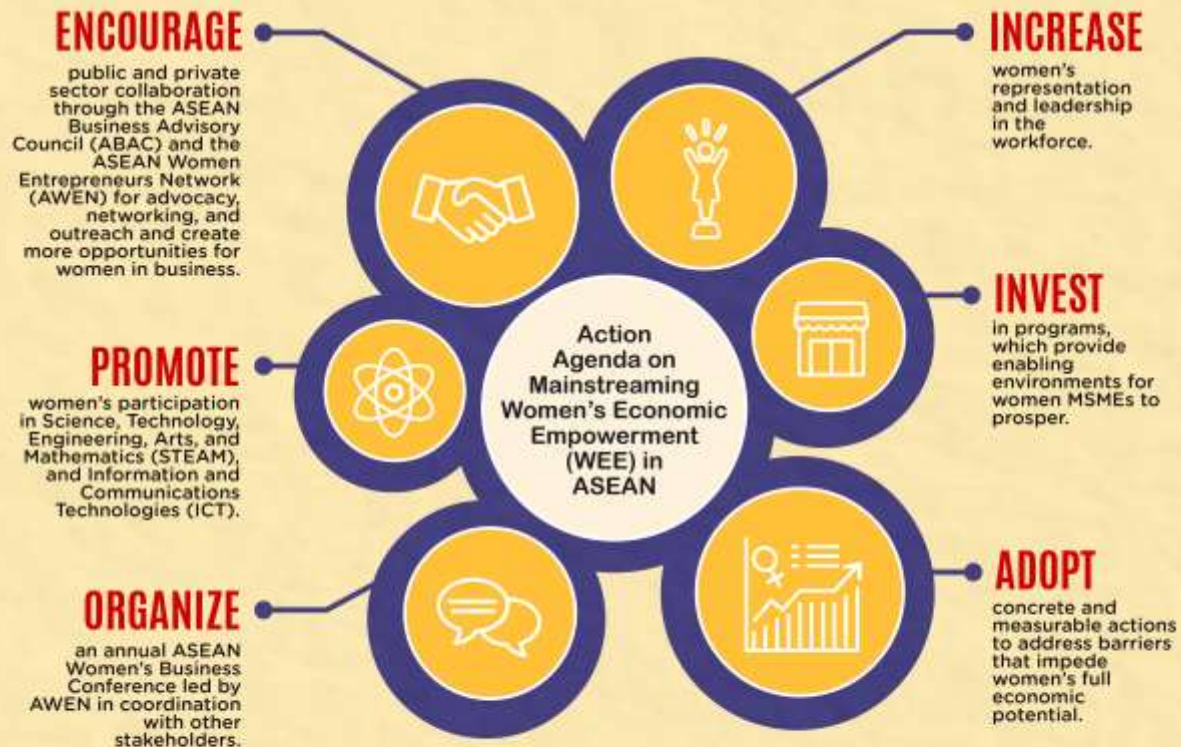 ENCOURAGE
public and private
sector collaboration
through the ASEAN
Business Advisory
Council (ABAC) and the
ASEAN Women
Entrepreneurs Network
(AWEN) for advocacy,
networking, and
outreach and create
more opportunities for
women in business.
PROMOTE
women's participation
in Science, Technology,
Engineering, Arts, and
Mathematics (STEAM),
and Information and
Communications
Technologies (ICT).
ORGANIZE
an annual ASEAN
Women's Business
Conference led by
AWEN in coordination
with other
stakeholders.
Action
Agenda on
Mainstreaming
Women's Economic
Empowerment
(WEE) in
ASEAN
INCREASE
women's
representation
and leadership
in the
workforce.
INVEST
in programs,
which provide
enabling
environments for
women MSMEs to
prosper.
ADOPT
concrete and
measurable actions
to address barriers
that impede
women's full
economic
potential.